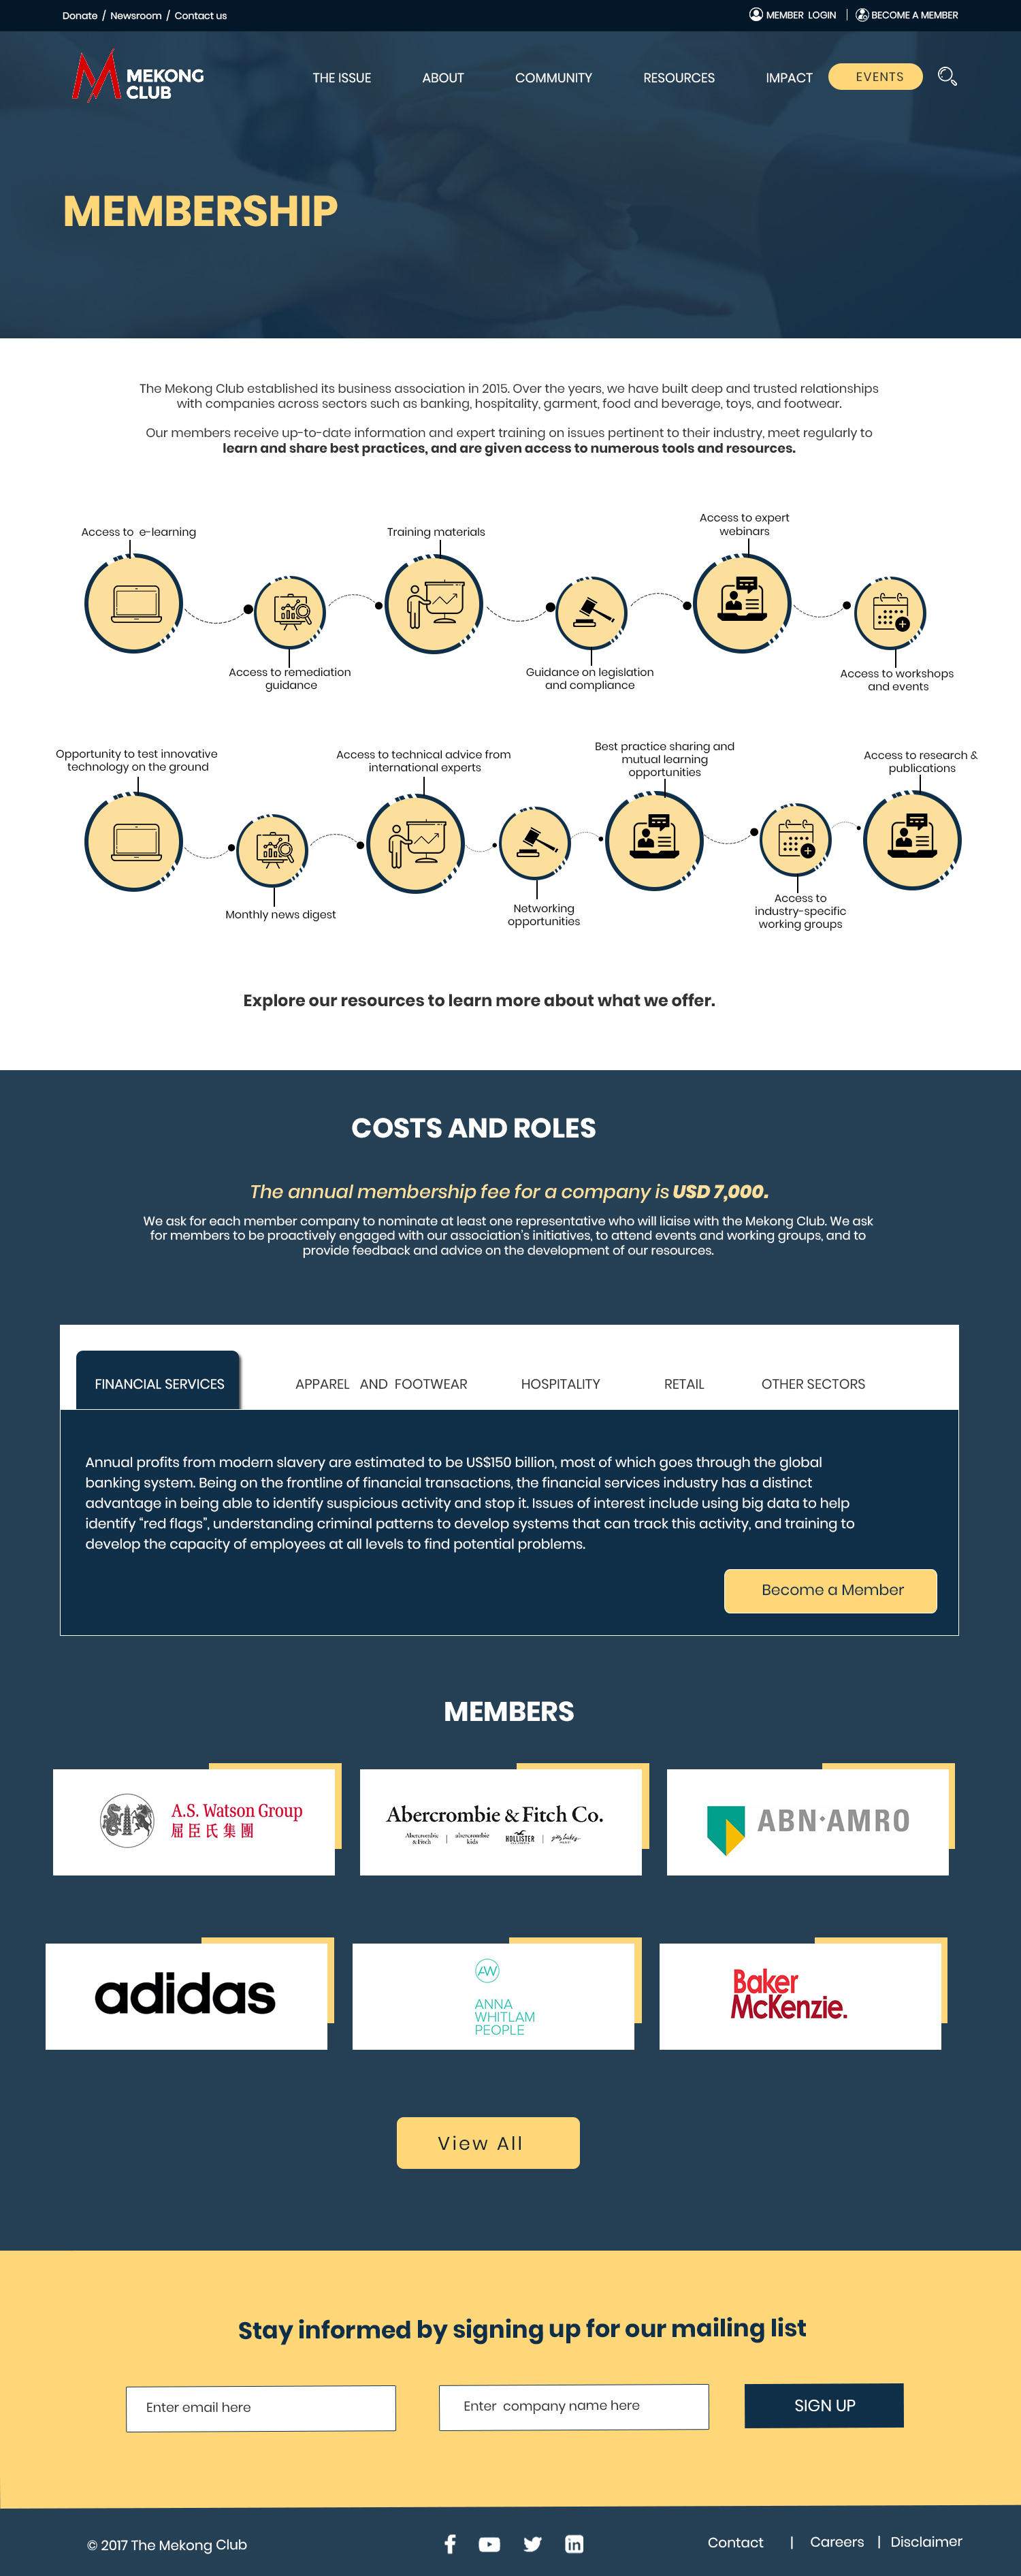 Donate / Newsroom / Contact us
MEMBER LOGIN | BECOME A MEMBER
MEKONG
CLUB
THE ISSUE ABOUT COMMUNITY RESOURCES IMPACT EVENTS
MEMBERSHIP
The Mekong Club established its business association in 2015. Over the years, we have built deep and trusted relationships
with companies across sectors such as banking, hospitality, garment, food and beverage, toys, and footwear.
Our members receive up-to-date information and expert training on issues pertinent to their industry, meet regularly to
learn and share best practices, and are given access to numerous tools and resources.
Access to e-learning
Access to remediation
guidance
Training materials
Guidance on legislation
and compliance
Access to expert
webinars
Access to workshops
and events
Opportunity to test innovative
technology on the ground
Monthly news digest
Access to technical advice from
international experts
Networking
opportunities
Best practice sharing and
mutual learning
opportunities
Access to
industry-specific
working groups
Access to research &
publications
Explore our resources to learn more about what we offer.
COSTS AND ROLES
The annual membership fee for a company is USD 7,000.
We ask for each member company to nominate at least one representative who will liaise with the Mekong Club. We ask
for members to be proactively engaged with our association's initiatives, to attend events and working groups, and to
provide feedback and advice on the development of our resources.
FINANCIAL SERVICES APPAREL AND FOOTWEAR HOSPITALITY RETAIL OTHER SECTORS
Annual profits from modern slavery are estimated to be US$150 billion, most of which goes through the global
banking system. Being on the frontline of financial transactions, the financial services industry has a distinct
advantage in being able to identify suspicious activity and stop it. Issues of interest include using big data to help
identify “red flags”, understanding criminal patterns to develop systems that can track this activity, and training to
develop the capacity of employees at all levels to find potential problems.
Become a Member
MEMBERS
A.S. Watson Group
屈臣氏集團
Abercrombie & Fitch Co.
Abercrombie
& Fitch
abercrombie
kids
HOLLISTER
ABN·AMRO
adidas
AW
ANNA
WHITLAM
PEOPLE
Baker
McKenzie.
View All
Stay informed by signing up for our mailing list
Enter email here
Enter company name here
SIGN UP
© 2017 The Mekong Club
Contact | Careers | Disclaimer